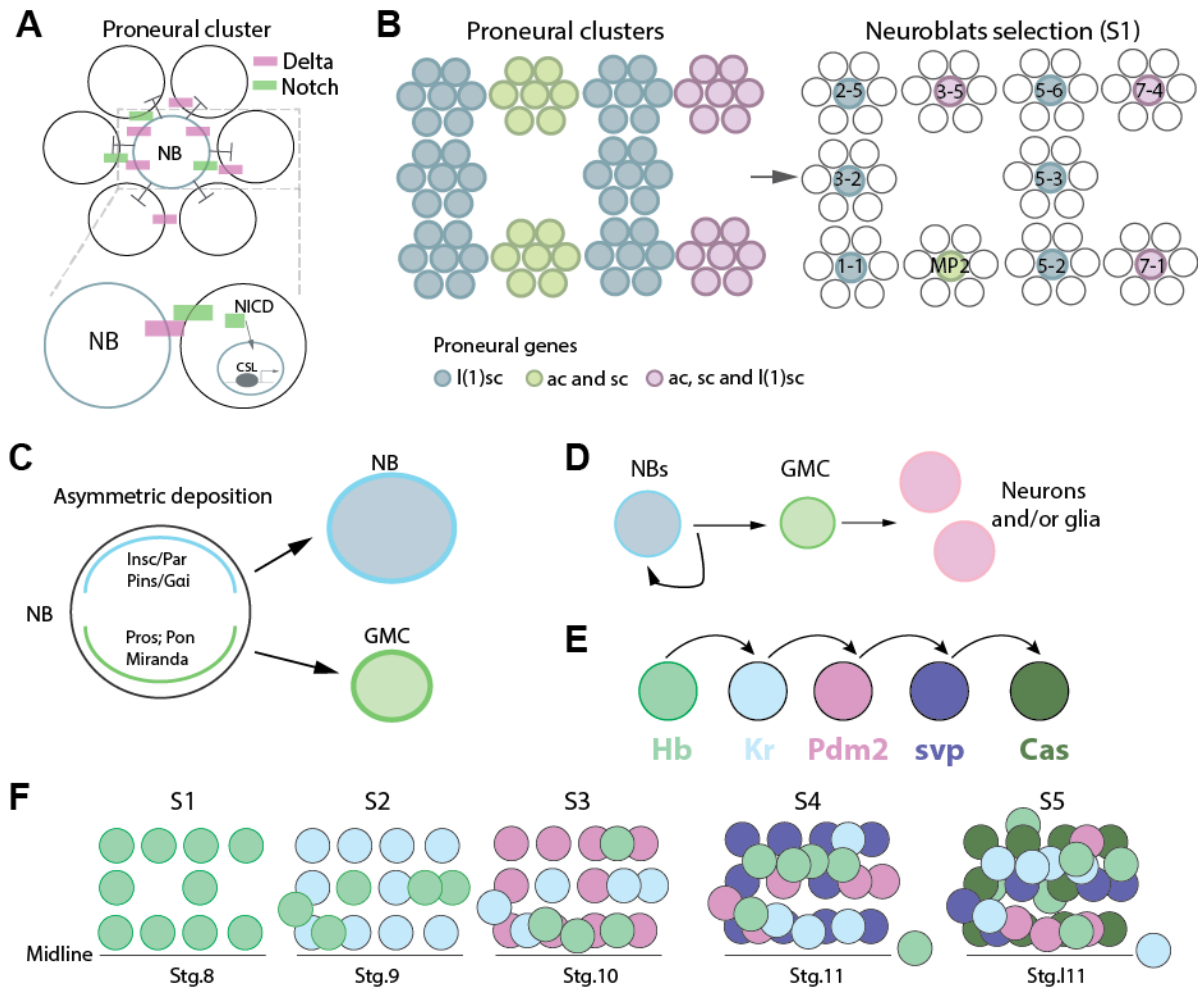 A
Proneural cluster
Delta
Notch
NB
NB
NICD
CSL
B
Proneural clusters
Neuroblats selection (S1)
2-5
3-5
5-6
7-4
3-2
5-3
1-1
MP2
5-2
7-1
Proneural genes
l(1)sc
ac and sc
ac, sc and l(1)sc
C
Asymmetric deposition
NB
Insc/Par
Pins/Gαi
Pros; Pon
Miranda
NB
GMC
D
NBs
GMC
Neurons
and/or glia
E
Hb
Kr
Pdm2
svp
Cas
F
S1
S2
S3
S4
S5
Midline
Stg.8
Stg.9
Stg.10
Stg.11
Stg.l11